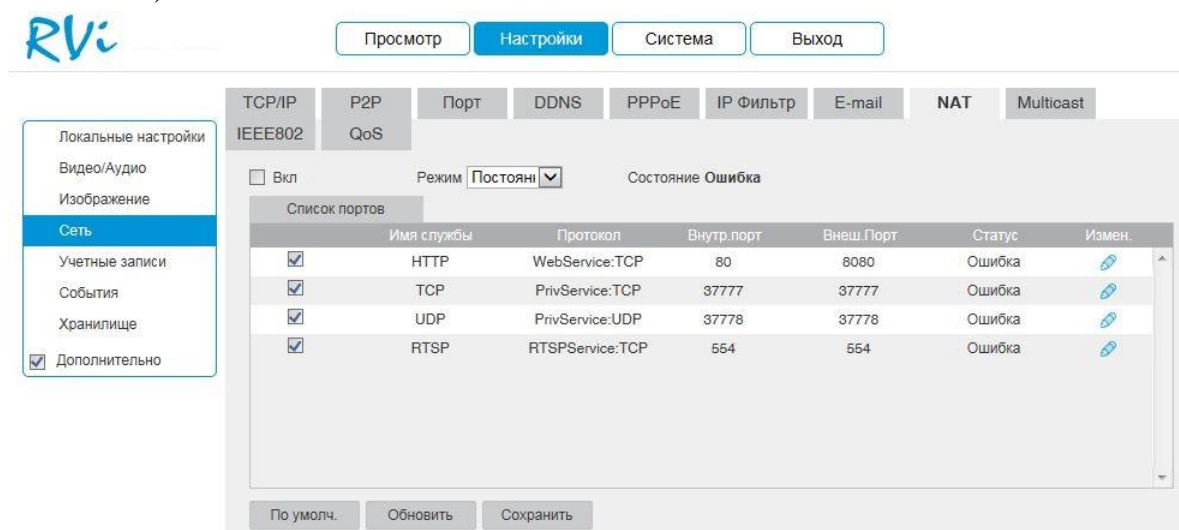 RVi
Просмотр Настройки Система Выход
TCP/IP P2P Порт DDNS PPPoE IP Фильтр E-mail NAT Multicast
IEEE802 QoS
Локальные настройки
Видео/Аудио
Изображение
Сеть
Учетные записи
События
Хранилище
Дополнительно
Вкл Режим Постоян Состояние Ошибка
Список портов
Имя службы Протокол Внутр.порт Внеш.Порт Статус Измен.
HTTP WebService:TCP 80 8080 Ошибка
TCP PrivService:TCP 37777 37777 Ошибка
UDP PrivService:UDP 37778 37778 Ошибка
RTSP RTSPService:TCP 554 554 Ошибка
По умолч. Обновить Сохранить